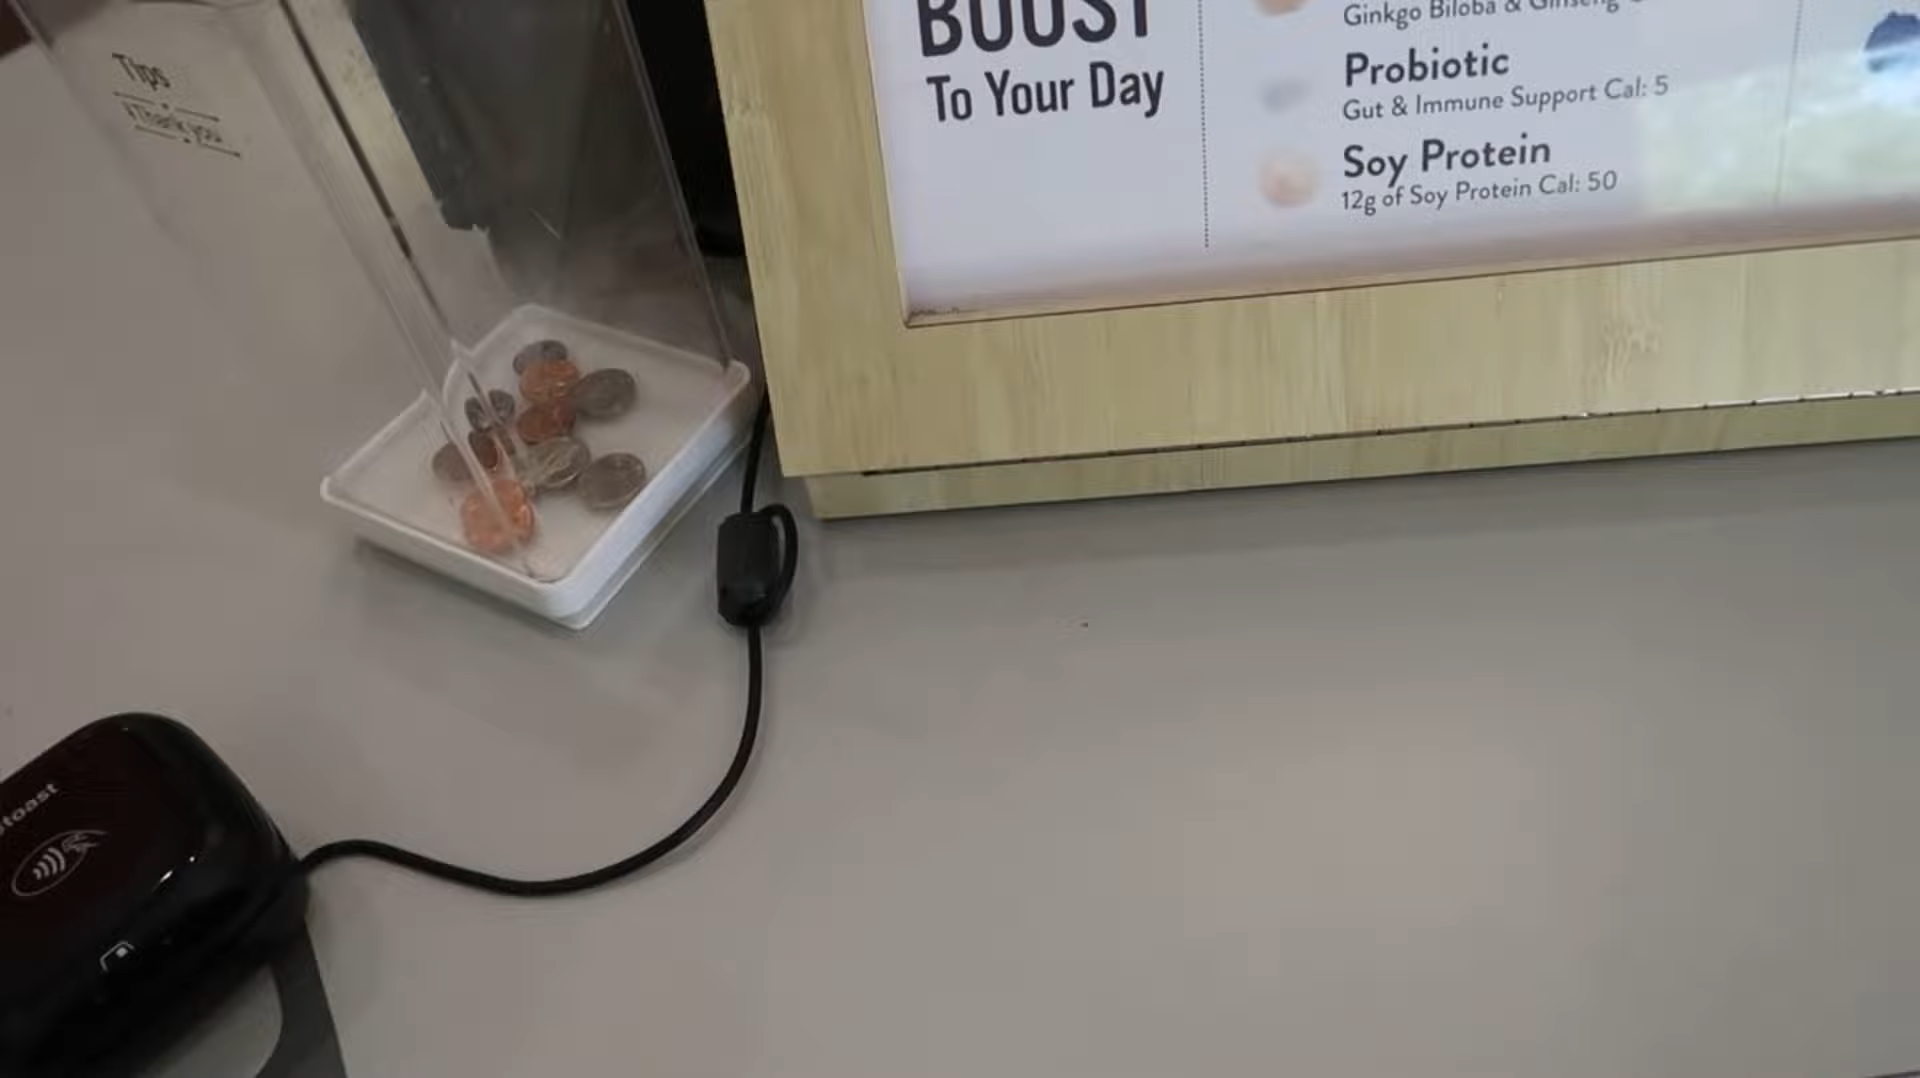 Tips
Thank you
BOOST
To Your Day
Ginkgo Biloba & Ginseng
Probiotic
Gut & Immune Support Cal: 5
Soy Protein
12g of Soy Protein Cal: 50
toast